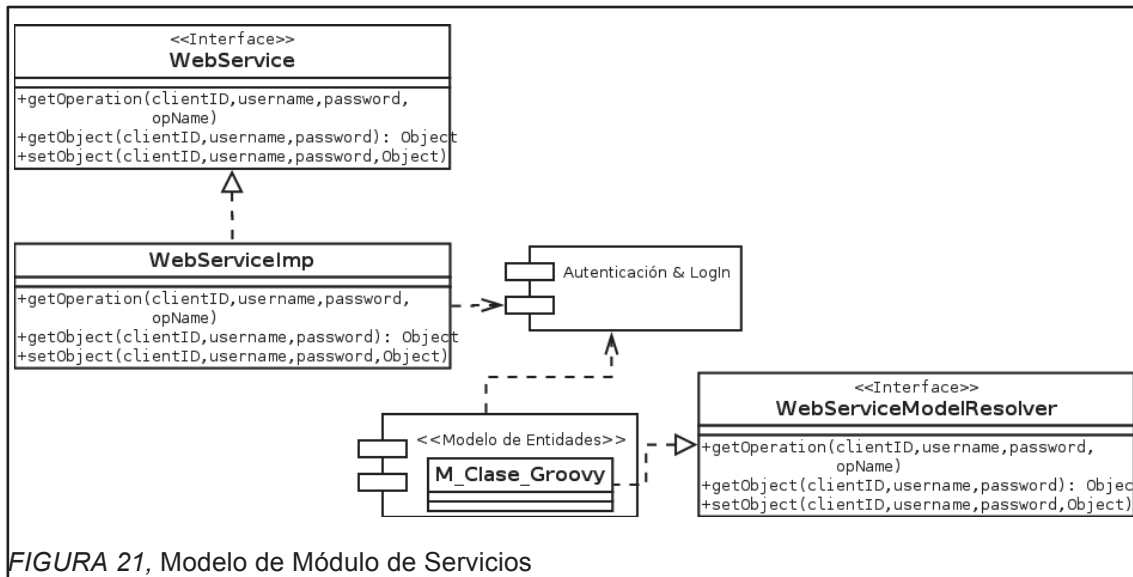 <<Interface>>
WebService
+getOperation(clientID,username,password,
opName)
+getObject(clientID,username,password): Object
+setObject(clientID,username,password,Object)
WebServiceImp
+getOperation(clientID,username,password,
opName)
+getObject(clientID,username,password): Object
+setObject(clientID,username,password,Object)
Autenticación & LogIn
<<Modelo de Entidades>>
M_Clase_Groovy
<<Interface>>
WebServiceModelResolver
+getOperation(clientID,username,password,
opName)
+getObject(clientID,username,password): Objec
+setObject(clientID,username,password,Object)
FIGURA 21, Modelo de Módulo de Servicios